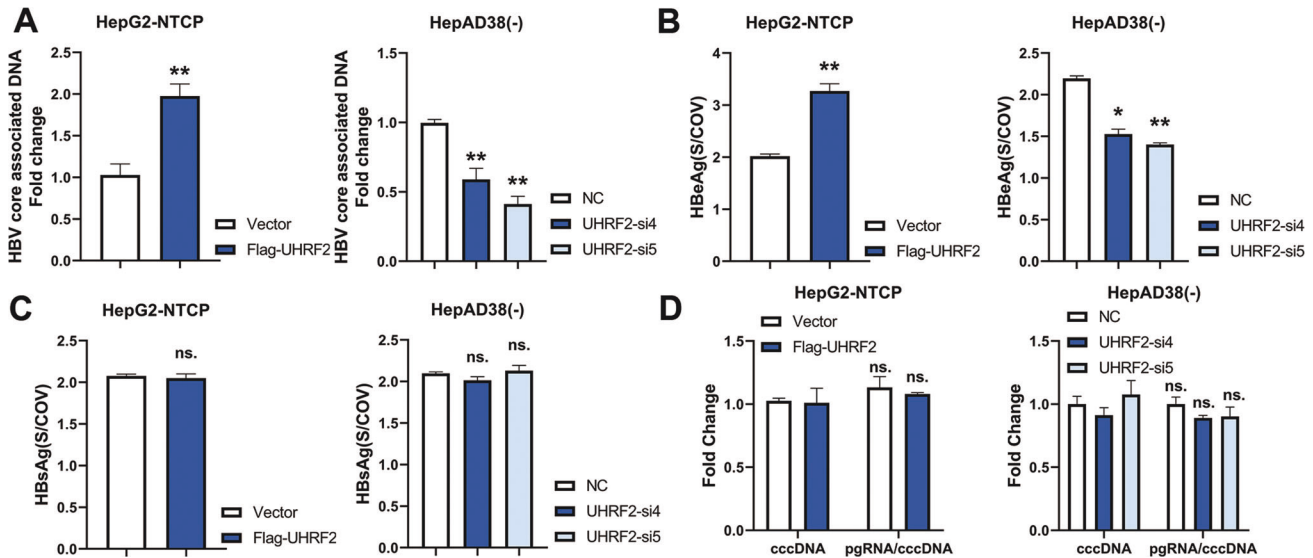 A
HepG2-NTCP
HBV core associated DNA
Fold change
2.5
2.0
1.5
1.0
0.5
0.0
**
Vector
Flag-UHRF2
HepAD38(-)
HBV core associated DNA
Fold change
1.5
1.0
0.5
0.0
**
**
NC
UHRF2-si4
UHRF2-si5
B
HepG2-NTCP
HBeAg(S/COV)
4
3
2
1
0
**
Vector
Flag-UHRF2
HepAD38(-)
HBeAg(S/COV)
2.5
2.0
1.5
1.0
0.5
0.0
*
**
NC
UHRF2-si4
UHRF2-si5
C
HepG2-NTCP
HBsAg(S/COV)
2.5
2.0
1.5
1.0
0.5
0.0
ns.
Vector
Flag-UHRF2
HepAD38(-)
HBsAg(S/COV)
2.5
2.0
2.5
1.0
0.5
0.0
ns.
ns.
NC
UHRF2-si4
UHRF2-si5
D
HepG2-NTCP
Vector
Flag-UHRF2
Fold Change
1.5
1.0
0.5
0.0
ns.
ns.
cccDNA
pgRNA/cccDNA
HepAD38(-)
NC
UHRF2-si4
UHRF2-si5
Fold Change
1.5
1.0
0.5
0.0
ns.
ns.
ns.
cccDNA
pgRNA/cccDNA